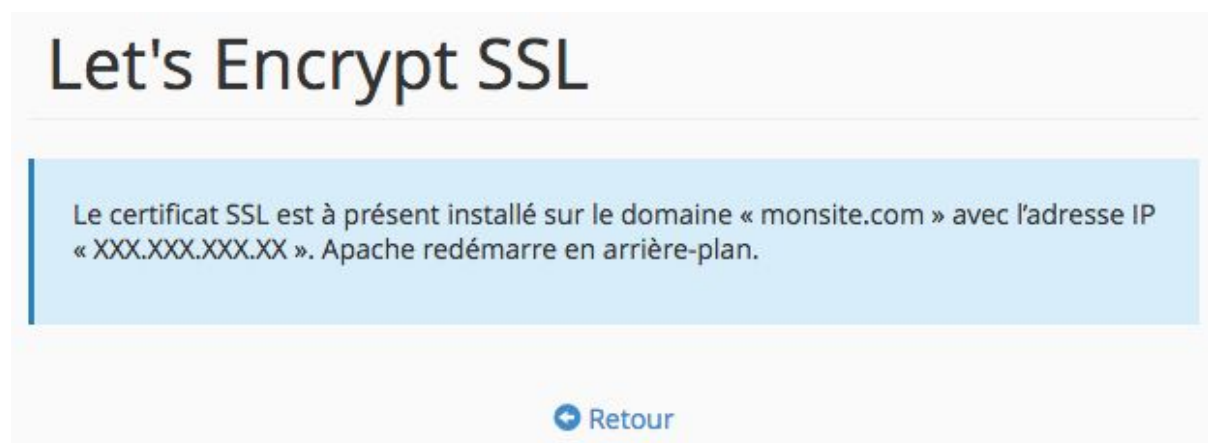 Let's Encrypt SSL
Le certificat SSL est à présent installé sur le domaine « monsite.com » avec l’adresse IP
« XXX.XXX.XXX.XX ». Apache redémarre en arrière-plan.
Retour